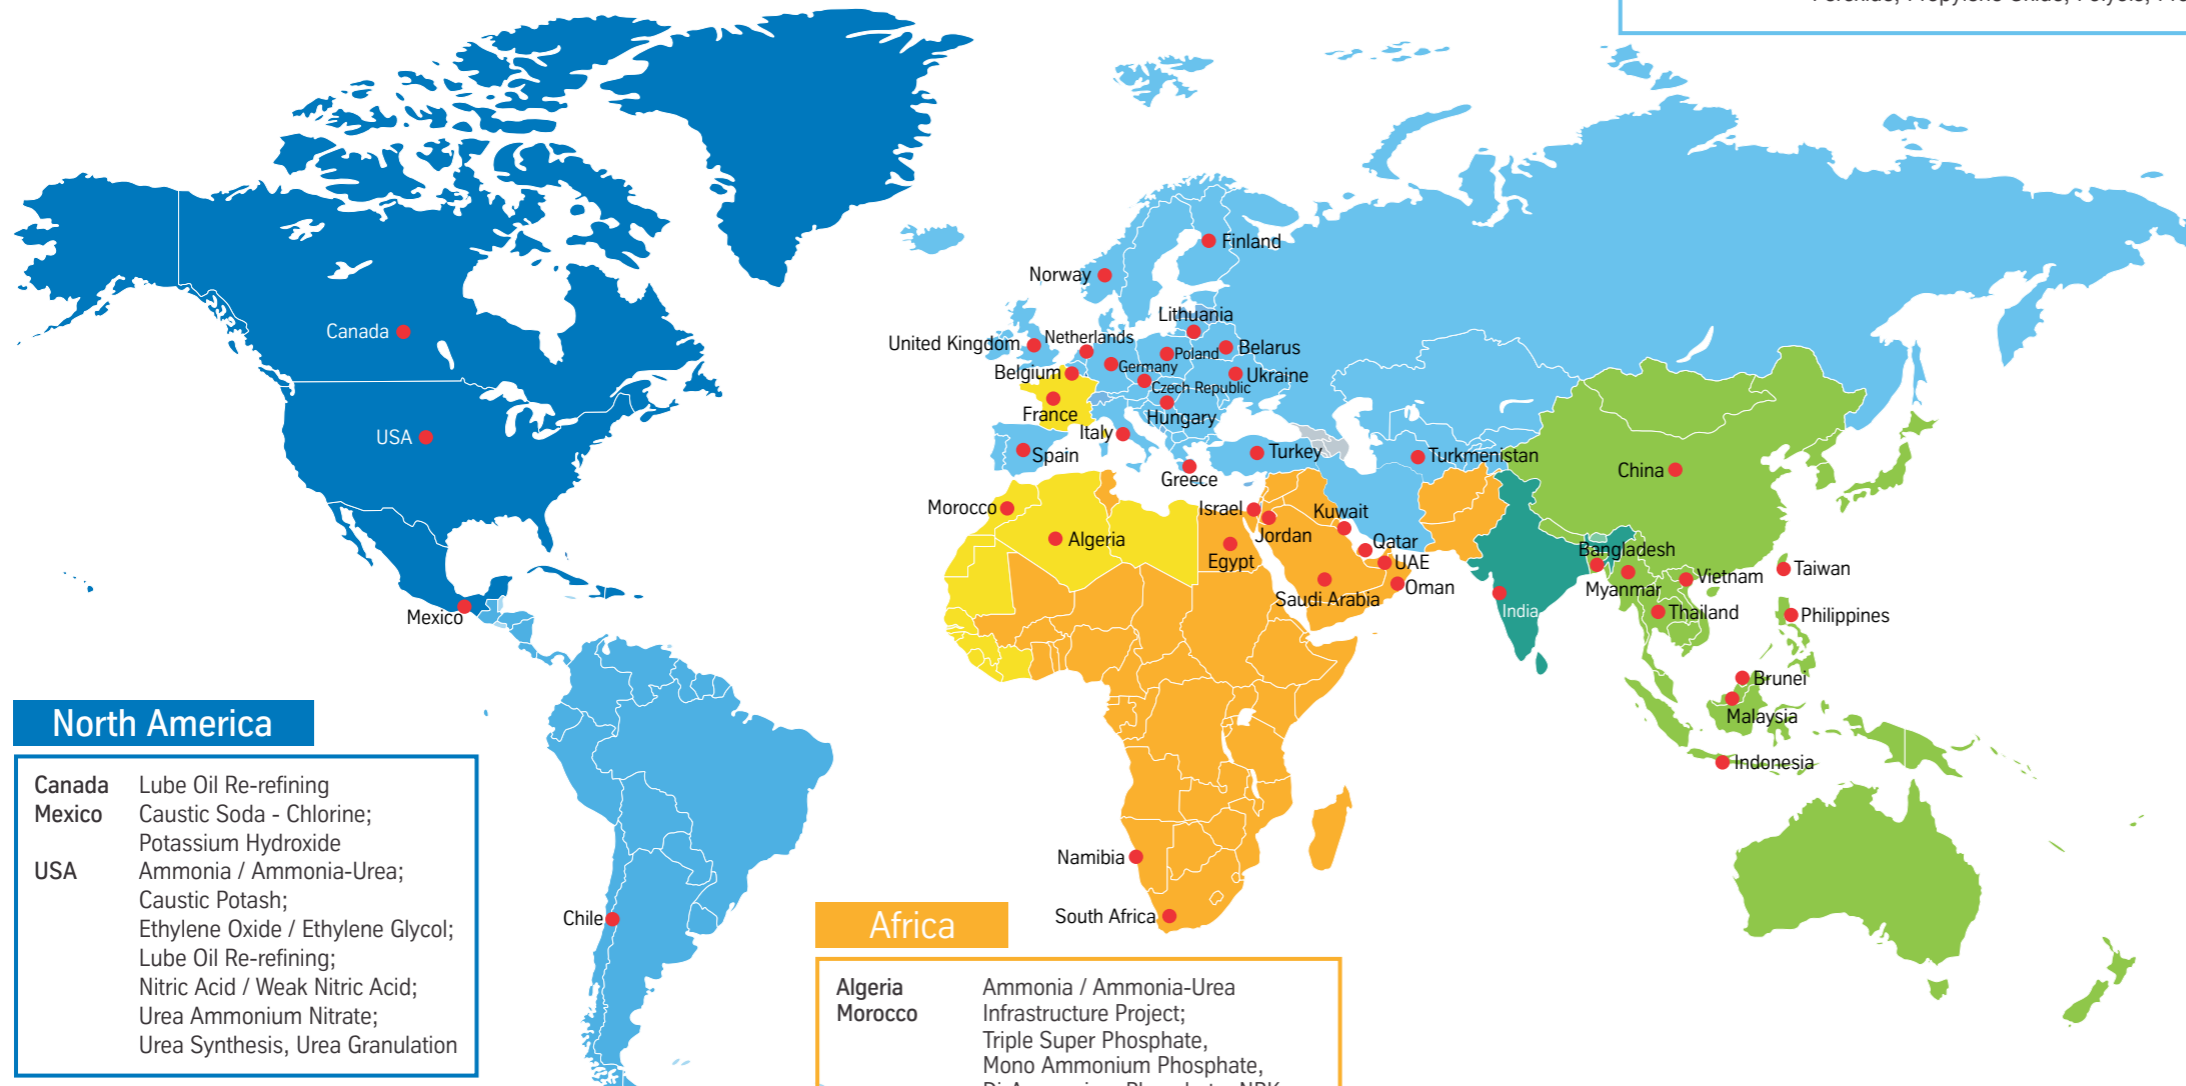 Finland
Norway
Lithuania
United Kingdom
Netherlands
Poland
Belarus
Canada
Belgium
Germany
Ukraine
Czech Republic
France
Hungary
USA
Italy
Spain
Turkey
Turkmenistan
China
Greece
Morocco
Israel
Kuwait
Algeria
Jordan
Qatar
Egypt
UAE
Bangladesh
Taiwan
Saudi Arabia
Oman
Myanmar
Vietnam
Mexico
India
Thailand
Philippines
Brunei
Malaysia
Indonesia
Namibia
South Africa
Chile
North America
Canada Lube Oil Re-refining
Mexico Caustic Soda - Chlorine;
Potassium Hydroxide
USA Ammonia / Ammonia-Urea;
Caustic Potash;
Ethylene Oxide / Ethylene Glycol;
Lube Oil Re-refining;
Nitric Acid / Weak Nitric Acid;
Urea Ammonium Nitrate;
Urea Synthesis, Urea Granulation
Africa
Algeria Ammonia / Ammonia-Urea
Morocco Infrastructure Project;
Triple Super Phosphate,
Mono Ammonium Phosphate,